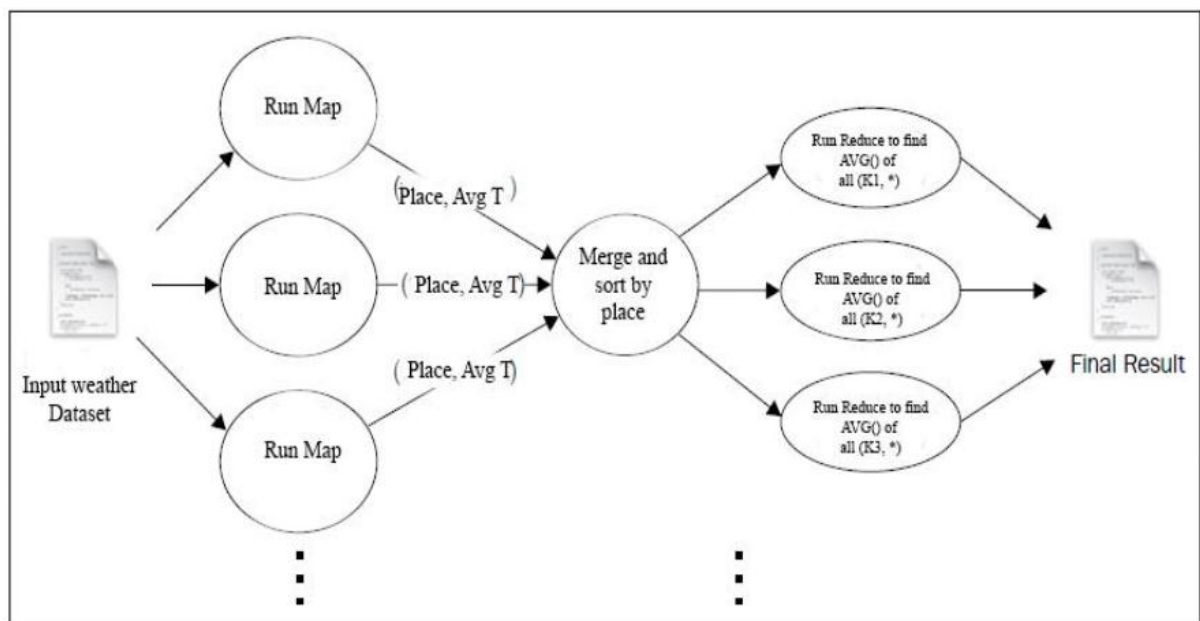 Run Map
(Place, Avg T)
Run Map
( Place, Avg T)
Run Map
( Place, Avg T)
Input weather
Dataset
Merge and
sort by
place
Run Reduce to find
AVG() of
all (K1, *)
Run Reduce to find
AVG() of
all (K2, *)
Run Reduce to find
AVG() of
all (K3, *)
Final Result